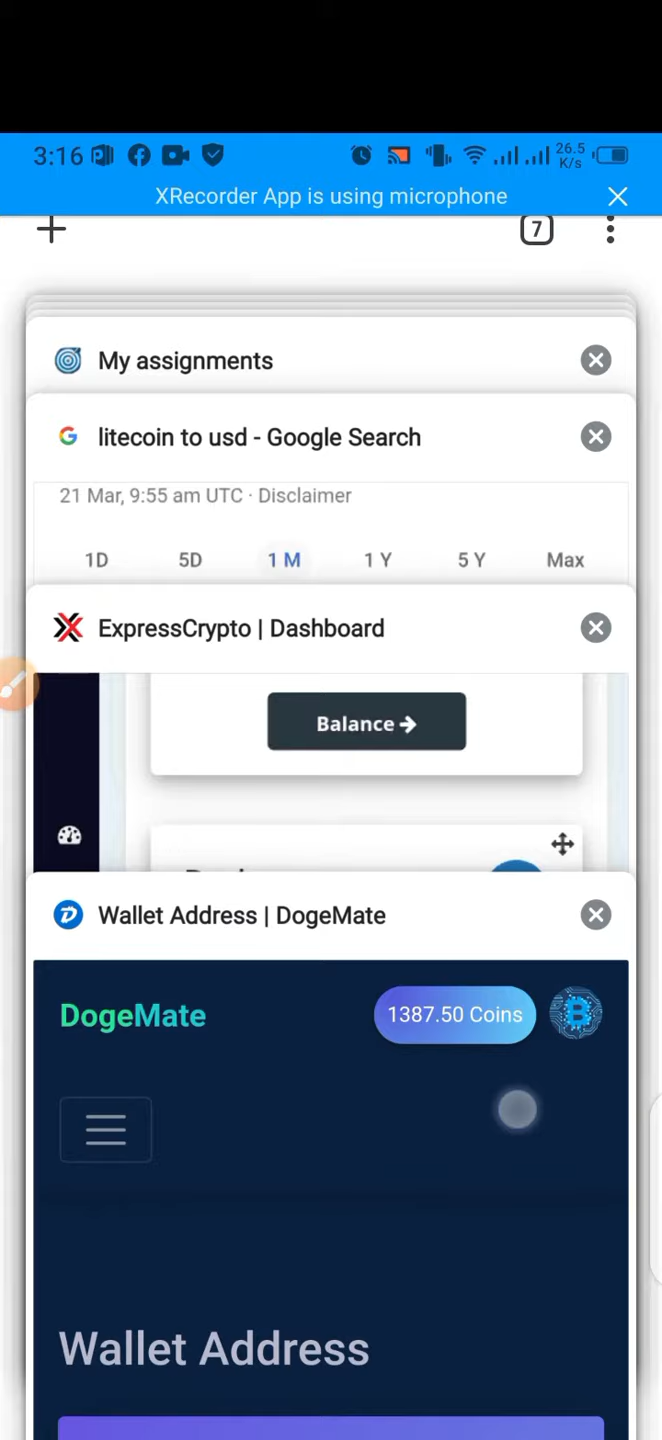 3:16
26.5
K/s
XRecorder App is using microphone
7
My assignments
litecoin to usd - Google Search
21 Mar, 9:55 am UTC · Disclaimer
1D 5D 1 M 1 Y 5 Y Max
ExpressCrypto | Dashboard
Balance
Wallet Address | DogeMate
DogeMate
1387.50 Coins
Wallet Address